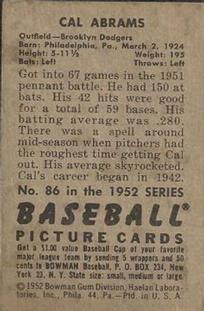 CAL ABRAMS
Outfield—Brooklyn Dodgers
Born: Philadelphia, Pa., March 2, 1924
Height: 5-11½ Weight: 195
Bats: Left Throws: Left
Got into 67 games in the 1951
pennant battle. He had 150 at
bats. His 42 hits were good
for a total of 59 bases. His
batting average was .280.
There was a spell around
mid-season when pitchers had
the roughest time getting Cal
out. His average skyrocketed.
Cal's career began in 1942.
No. 86 in the 1952 SERIES
BASEBALL
PICTURE CARDS
Get a $1.00 value Baseball Cap of your favorite
major league team by sending 5 wrappers and 50
cents to BOWMAN Baseball, P. O. BOX 234, New
York 23, N. Y. State size: small, medium or large
©1952 Bowman Gum Division, Haelan Labora-
tories, Inc., Phila. 44, Pa.—Ptd. in U. S. A.